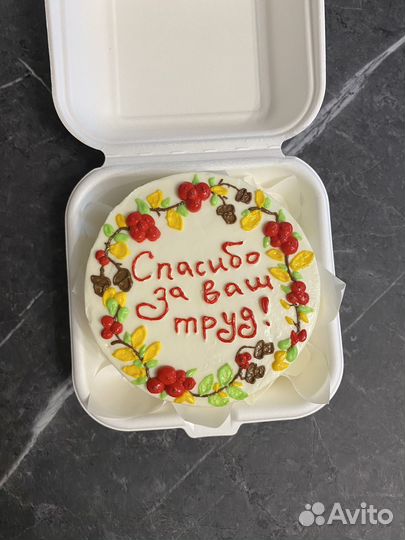 Спасибо
за ваш
труд!
Avito